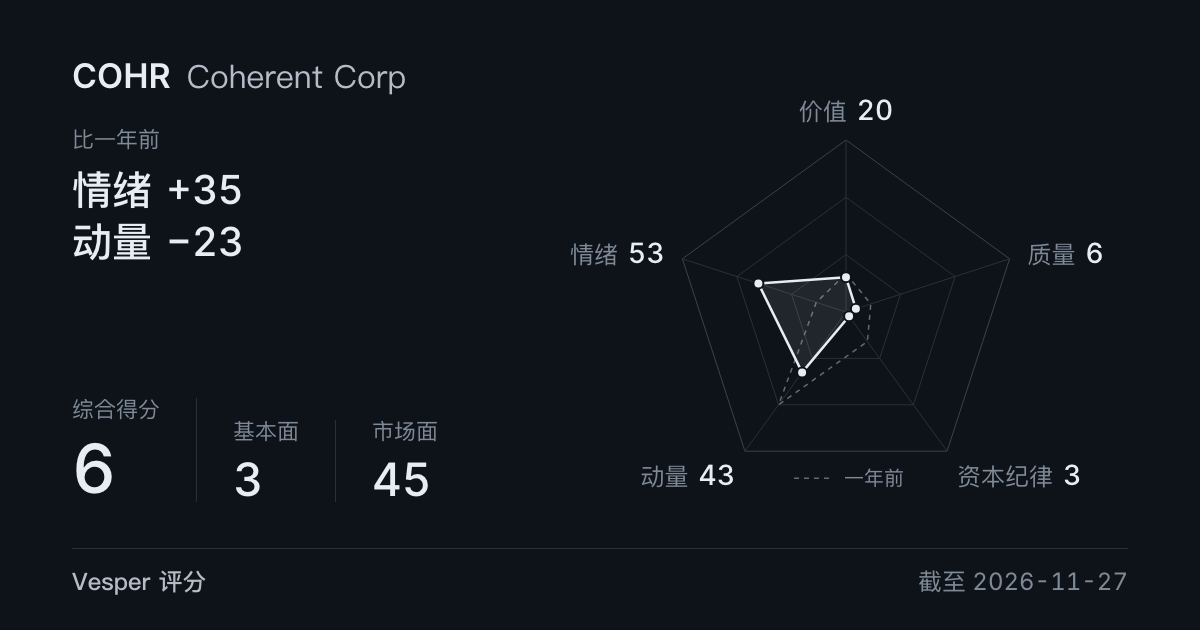 COHR Coherent Corp
比一年前
情绪 +35
动量 −23
综合得分
6
基本面
3
市场面
45
价值 20
情绪 53
质量 6
动量 43
一年前
资本纪律 3
Vesper 评分
截至 2026-11-27